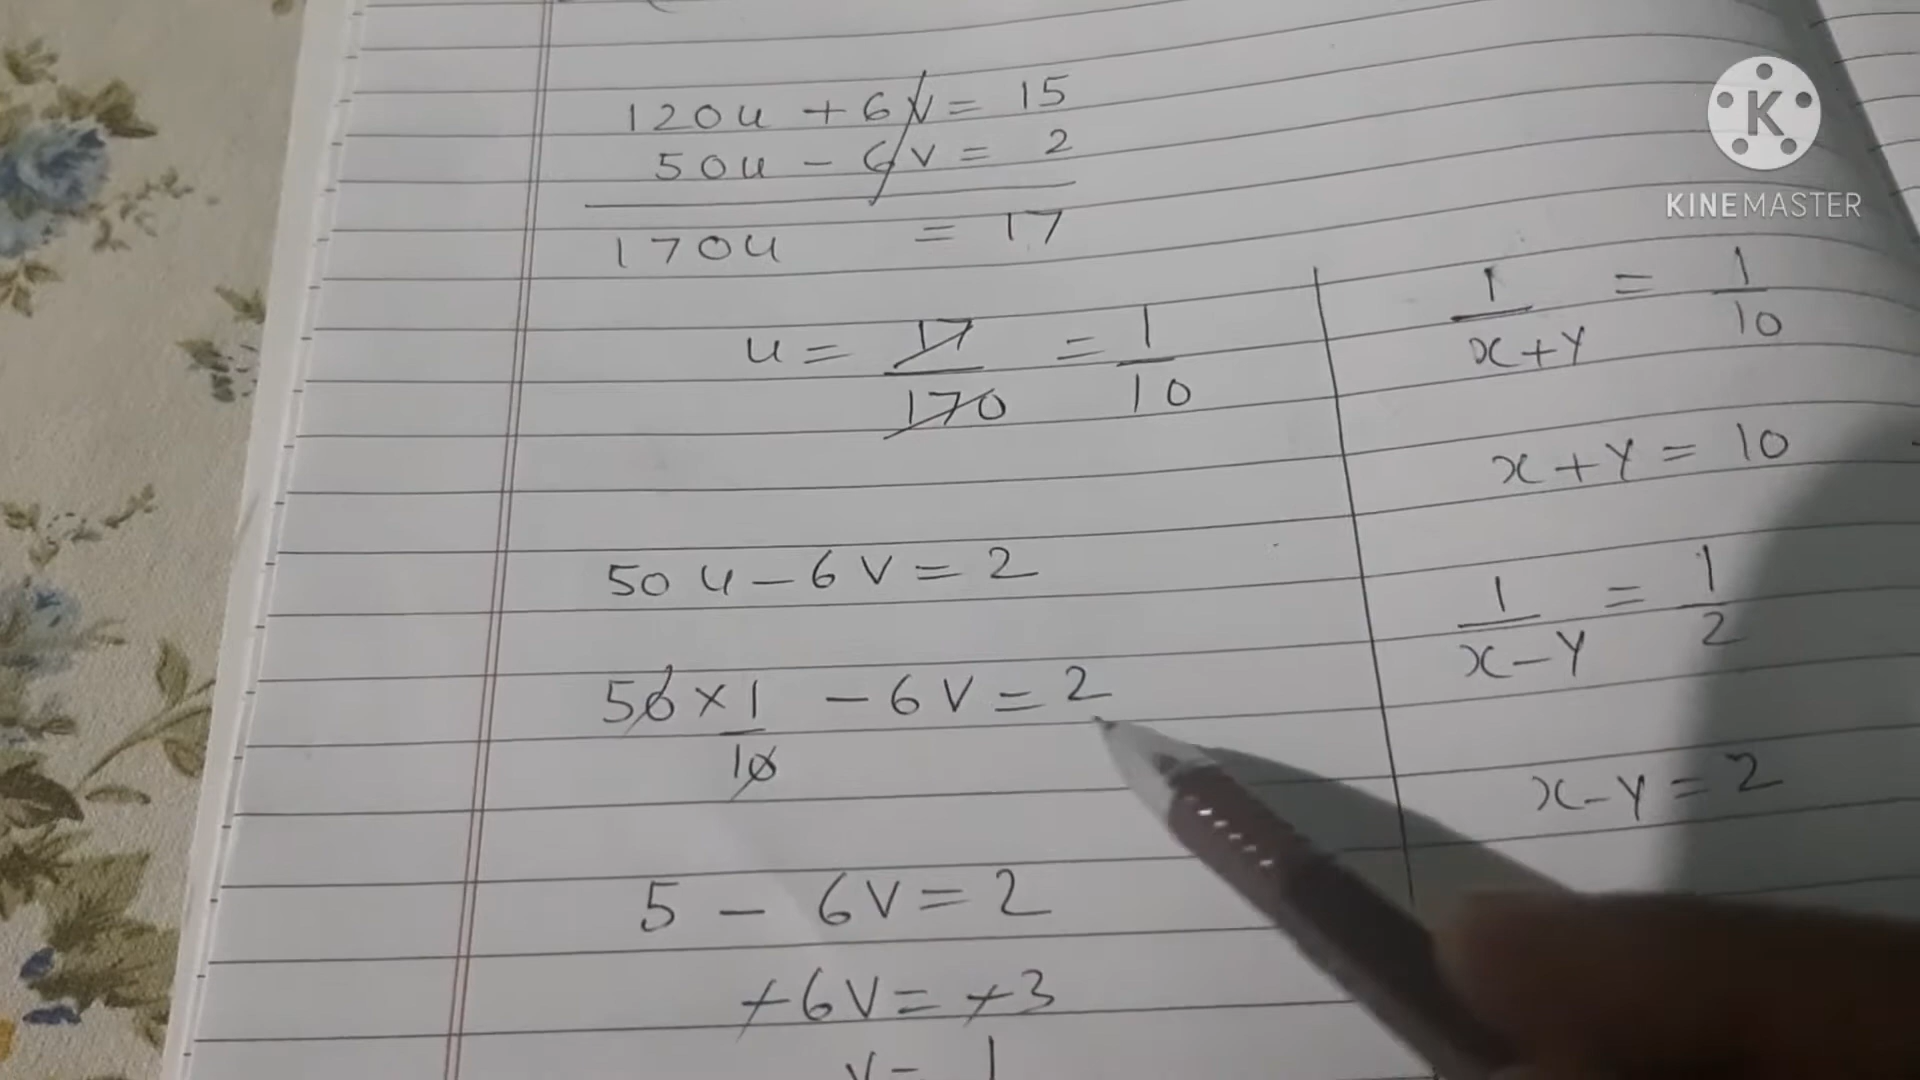 120u + 6v = 15
50u - 6v = 2
170u = 17
u = 17/170 = 1/10
50u - 6v = 2
50 × 1/10 - 6v = 2
5 - 6v = 2
-6v = -3
v = 1
1/x+y = 1/10
x+y = 10
1/x-y = 1/2
x-y = 2
K
KINEMASTER